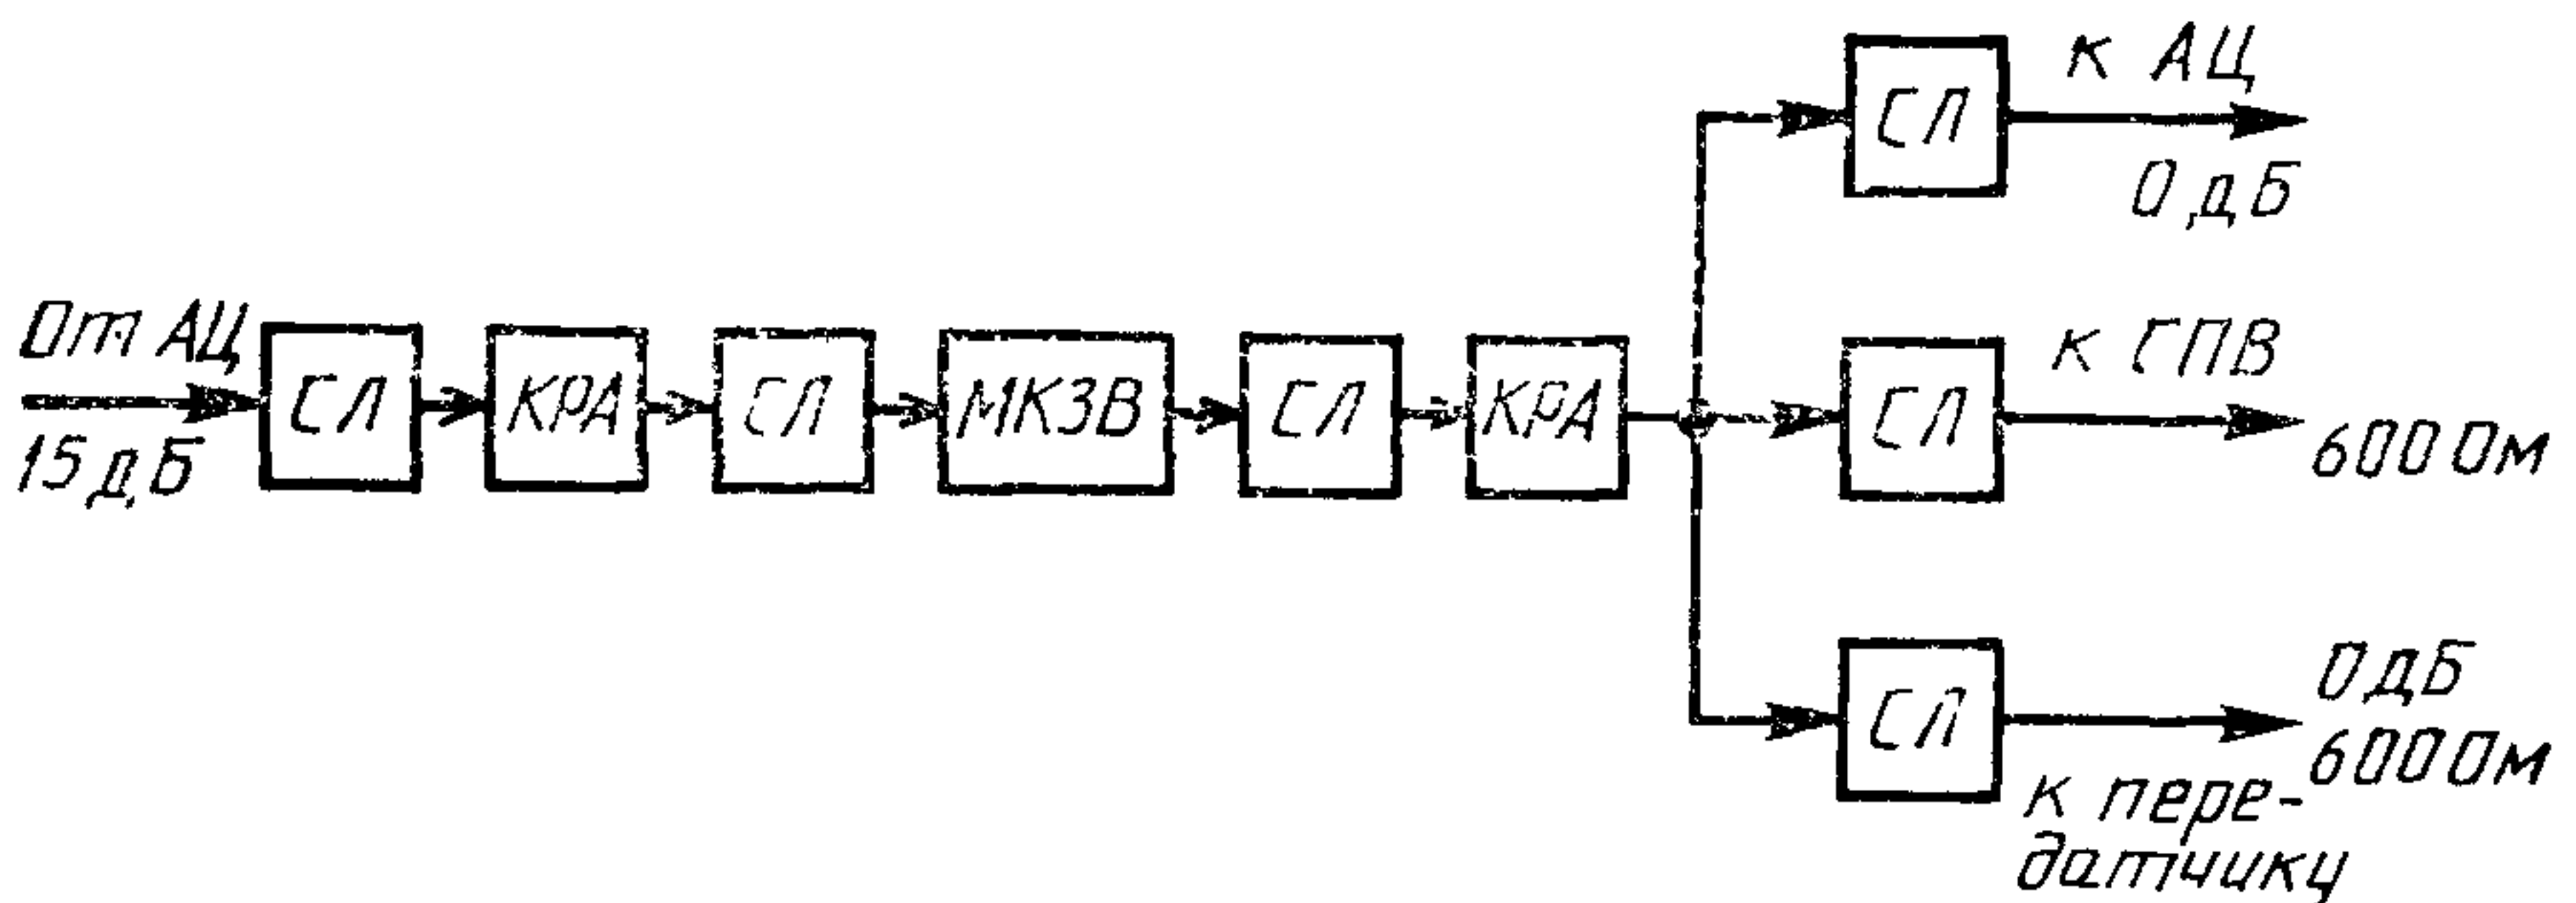 От АЦ
15 дБ
СЛ
КРА
СЛ
МКЗВ
СЛ
КРА
СЛ
к АЦ
0 дБ
СЛ
к СПВ
600 Ом
СЛ
0 дБ
600 Ом
к пере-
датчику